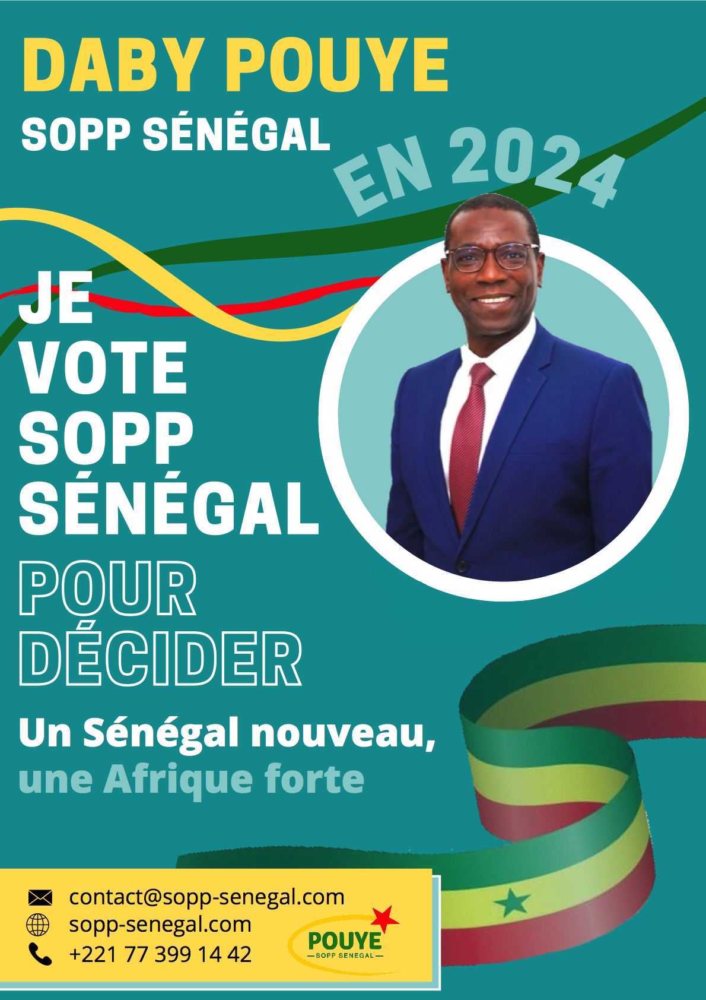 DABY POUYE
SOPP SÉNÉGAL
EN 2024
JE
VOTE
SOPP
SÉNÉGAL
POUR
DÉCIDER
Un Sénégal nouveau,
une Afrique forte
contact@sopp-senegal.com
sopp-senegal.com
+221 77 399 14 42
POUYE
SOPP SENEGAL